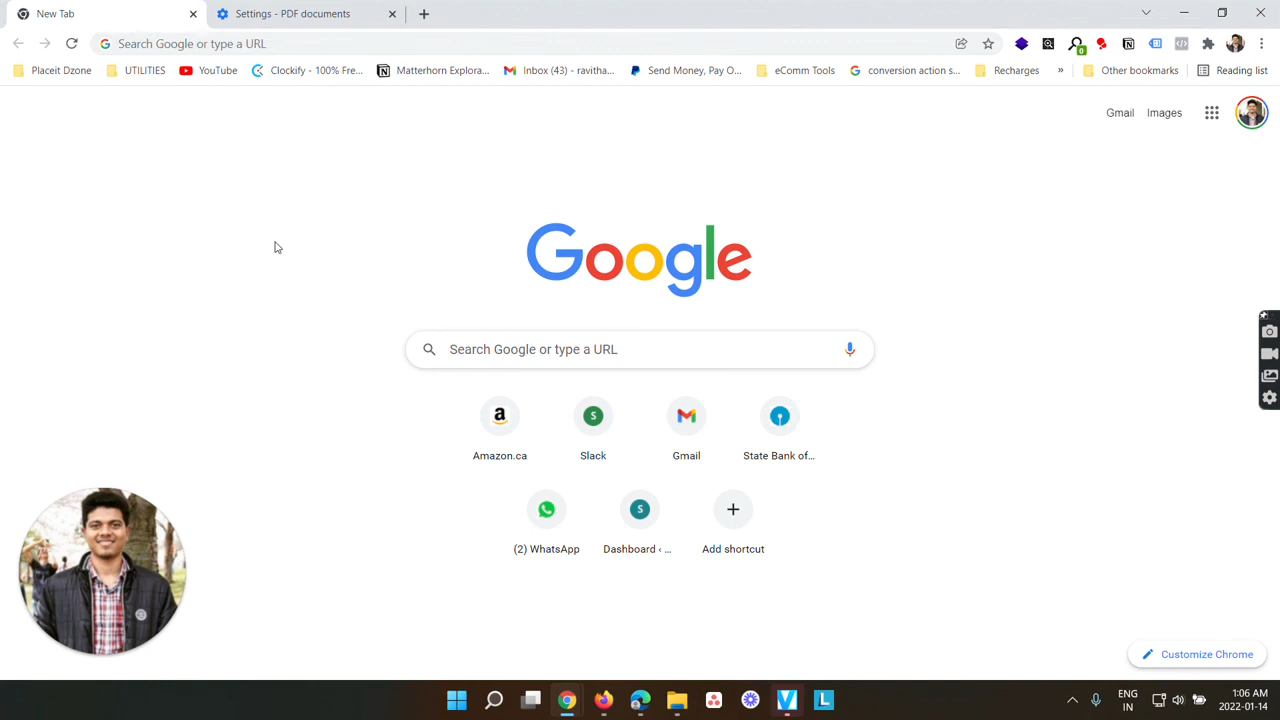 New Tab
Settings - PDF documents
Search Google or type a URL
0
Placeit Dzone
UTILITIES
YouTube
Clockify - 100% Fre...
Matterhorn Explora...
Inbox (43) - ravitha...
Send Money, Pay O...
eComm Tools
conversion action s...
Recharges
»
Other bookmarks
Reading list
Gmail
Images
Google
Search Google or type a URL
a
S
Amazon.ca
Slack
Gmail
State Bank of...
S
(2) WhatsApp
Dashboard ‹ ...
Add shortcut
Customize Chrome
L
ENG
IN
1:06 AM
2022-01-14